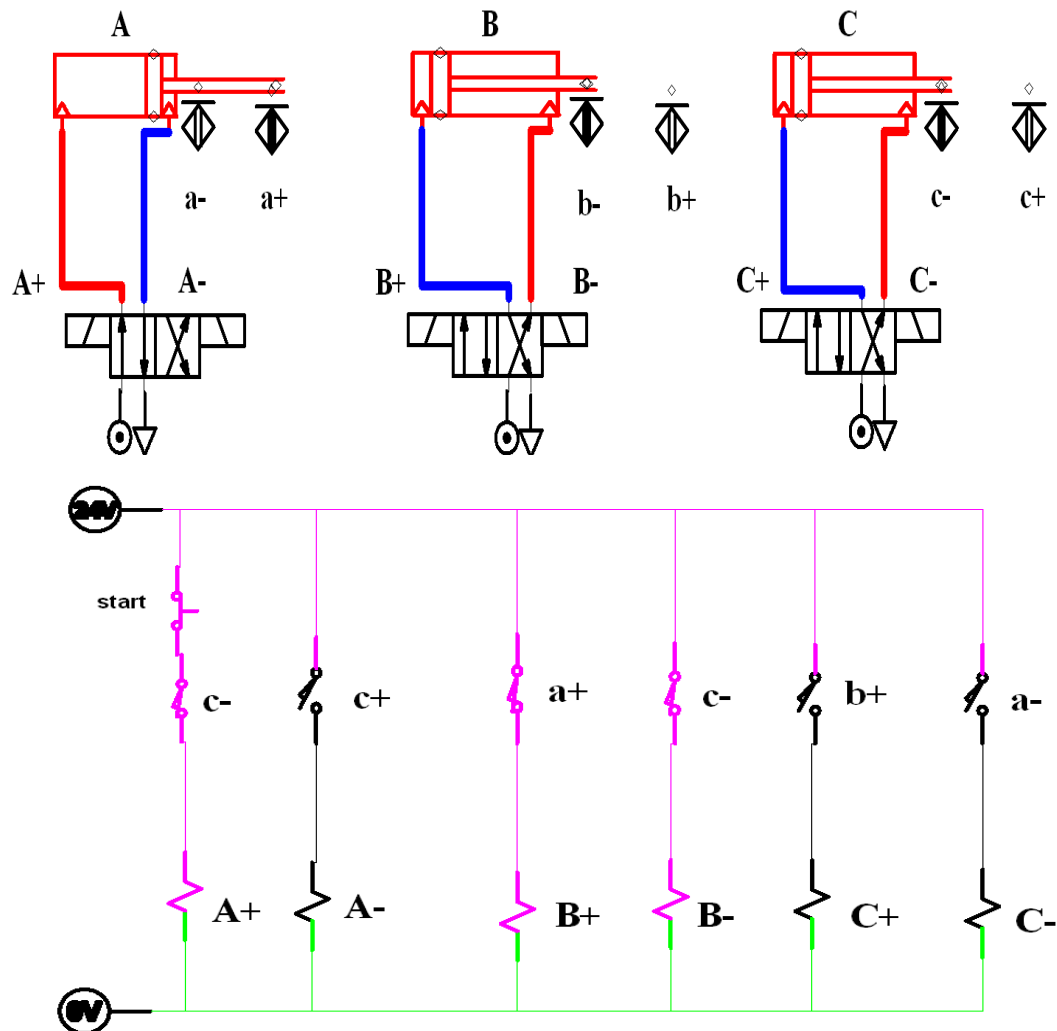 A B C
a- a+ b- b+ c- c+
A+ A- B+ B- C+ C-
24V
start
c- c+ a+ c- b+ a-
A+ A- B+ B- C+ C-
0V